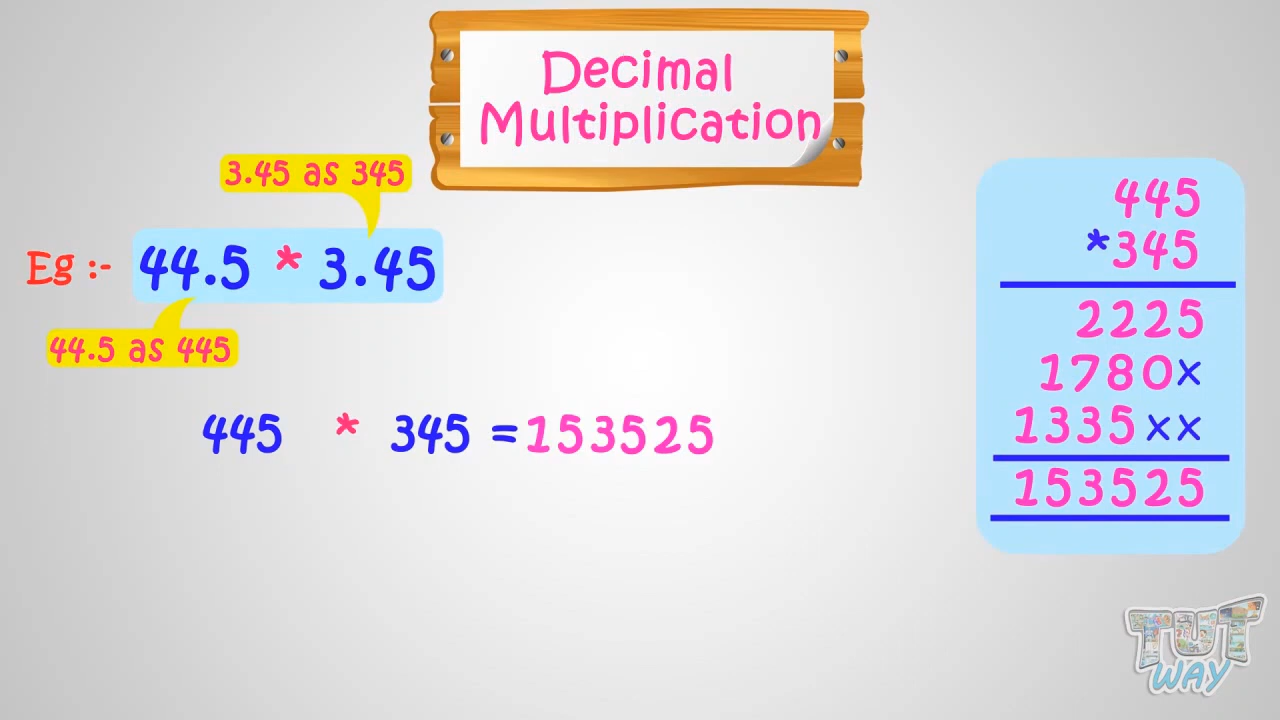 Decimal
Multiplication
3.45 as 345
Eg :- 44.5 * 3.45
44.5 as 445
445 * 345 = 153525
445
*345
2225
1780×
1335××
153525
TUT
WAY